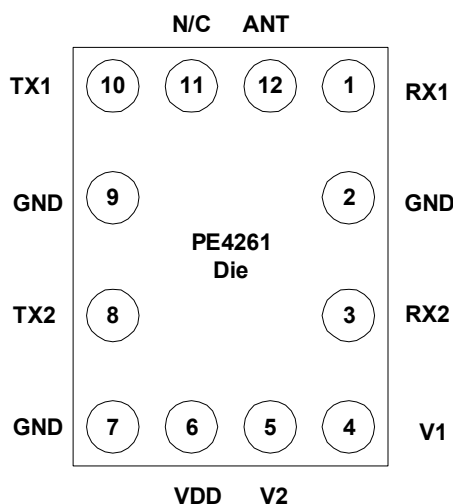 N/C ANT
TX1 10 11 12 1 RX1
GND 9 2 GND
PE4261
Die
TX2 8 3 RX2
GND 7 6 5 4 V1
VDD V2